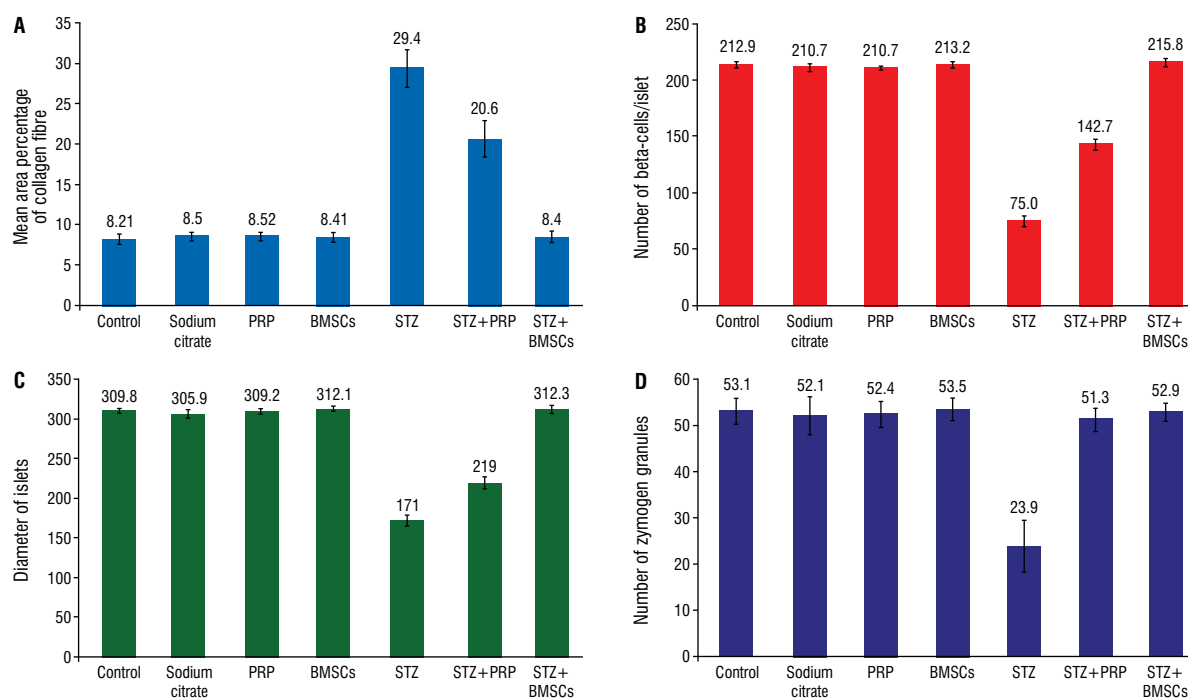 A
Mean area percentage
of collagen fibre
35
30
25
20
15
10
5
0
8.21
8.5
8.52
8.41
29.4
20.6
8.4
Control
Sodium
citrate
PRP
BMSCs
STZ
STZ+PRP
STZ+
BMSCs
B
Number of beta-cells/islet
250
200
150
100
50
0
212.9
210.7
210.7
213.2
75.0
142.7
215.8
Control
Sodium
citrate
PRP
BMSCs
STZ
STZ+PRP
STZ+
BMSCs
C
Diameter of islets
350
300
250
200
150
100
50
0
309.8
305.9
309.2
312.1
171
219
312.3
Control
Sodium
citrate
PRP
BMSCs
STZ
STZ+PRP
STZ+
BMSCs
D
Number of zymogen granules
60
50
40
30
20
10
0
53.1
52.1
52.4
53.5
23.9
51.3
52.9
Control
Sodium
citrate
PRP
BMSCs
STZ
STZ+PRP
STZ+
BMSCs